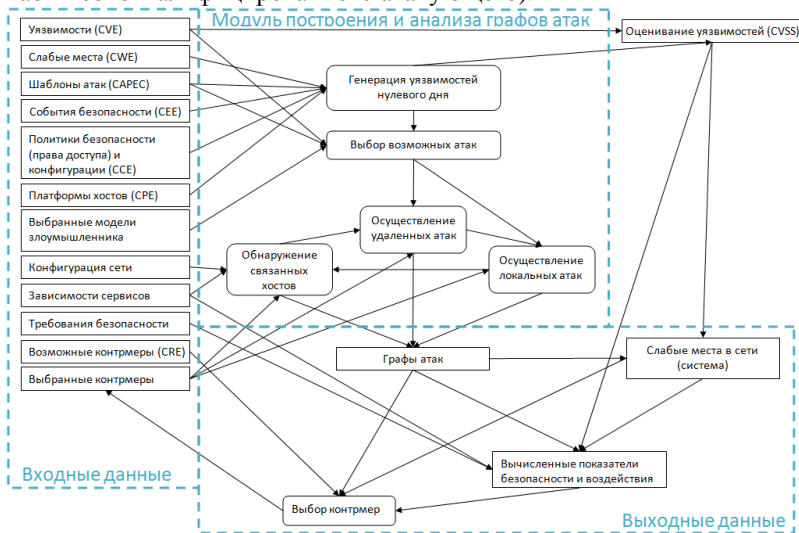 Модуль построения и анализа графов атак
Уязвимости (CVE)
Оценивание уязвимостей (CVSS)
Слабые места (CWE)
Генерация уязвимостей
нулевого дня
Шаблоны атак (CAPEC)
События безопасности (CEE)
Политики безопасности
(права доступа) и
конфигурации (CCE)
Выбор возможных атак
Платформы хостов (CPE)
Выбранные модели
злоумышленника
Осуществление
удаленных атак
Обнаружение
связанных
хостов
Осуществление
локальных атак
Конфигурация сети
Зависимости сервисов
Требования безопасности
Возможные контрмеры (CRE)
Выбранные контрмеры
Графы атак
Слабые места в сети
(система)
Входные данные
Вычисленные показатели
безопасности и воздействия
Выбор контрмер
Выходные данные